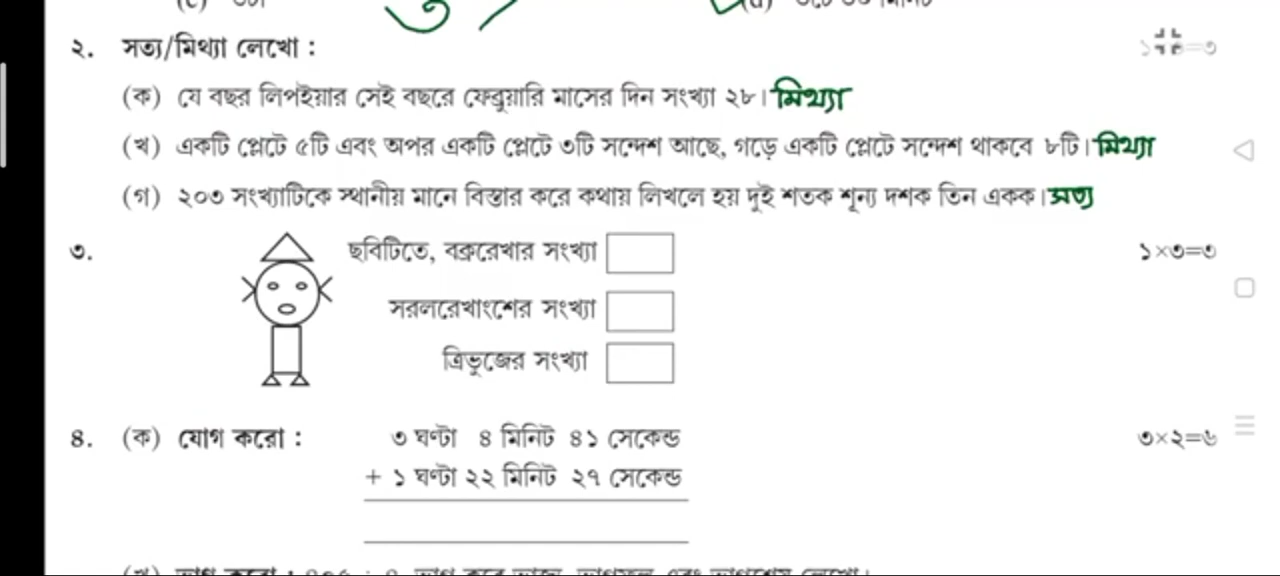 ২. সত্য/মিথ্যা লেখো :
(ক) যে বছর লিপইয়ার সেই বছরে ফেব্রুয়ারি মাসের দিন সংখ্যা ২৮। মিথ্যা
(খ) একটি প্লেটে ৫টি এবং অপর একটি প্লেটে ৩টি সন্দেশ আছে, গড়ে একটি প্লেটে সন্দেশ থাকবে ৮টি। মিথ্যা
(গ) ২০৩ সংখ্যাটিকে স্থানীয় মানে বিস্তার করে কথায় লিখলে হয় দুই শতক শূন্য দশক তিন একক। সত্য
৩. ছবিটিতে, বক্ররেখার সংখ্যা ১×৩=৩
সরলরেখাংশের সংখ্যা
ত্রিভুজের সংখ্যা
৪. (ক) যোগ করো : ৩ ঘণ্টা ৪ মিনিট ৪১ সেকেন্ড ৩×২=৬
+ ১ ঘণ্টা ২২ মিনিট ২৭ সেকেন্ড